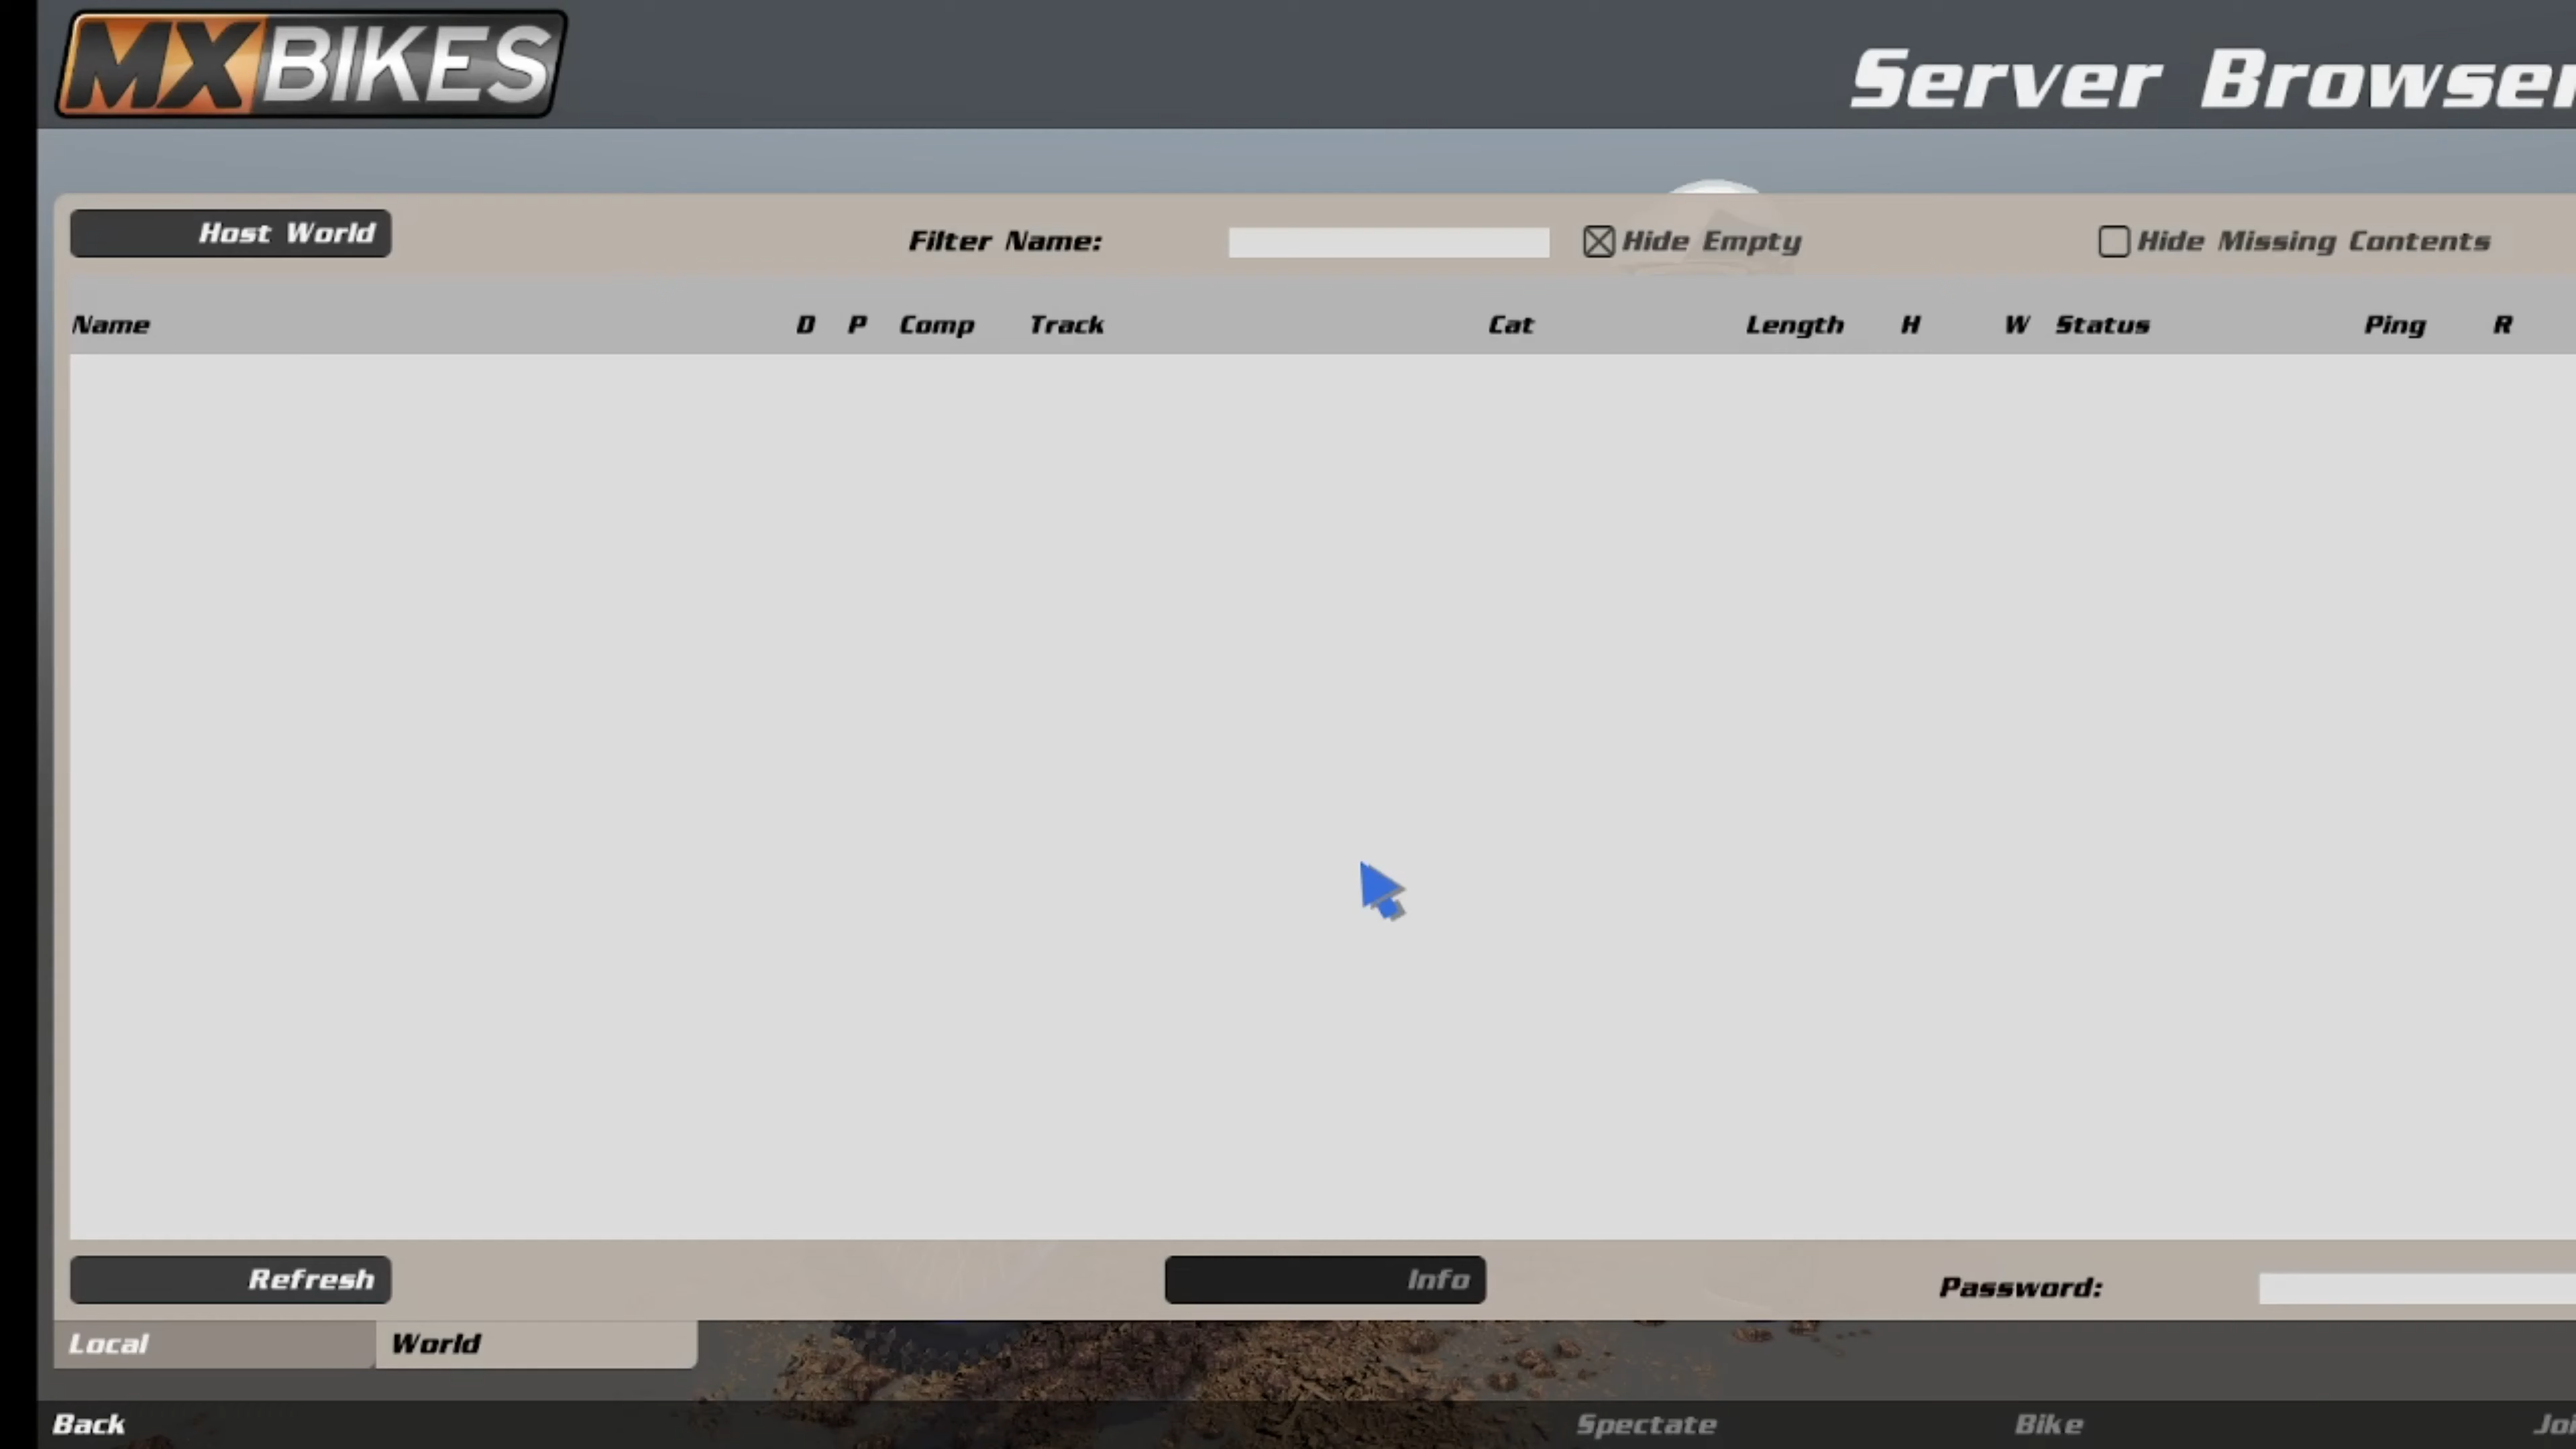 MXBIKES
Server Browser
Host World
Filter Name:
Hide Empty
Hide Missing Contents
Name D P Comp Track Cat Length H W Status Ping R
Refresh
Info
Password:
Local
World
Back
Spectate
Bike
Joi